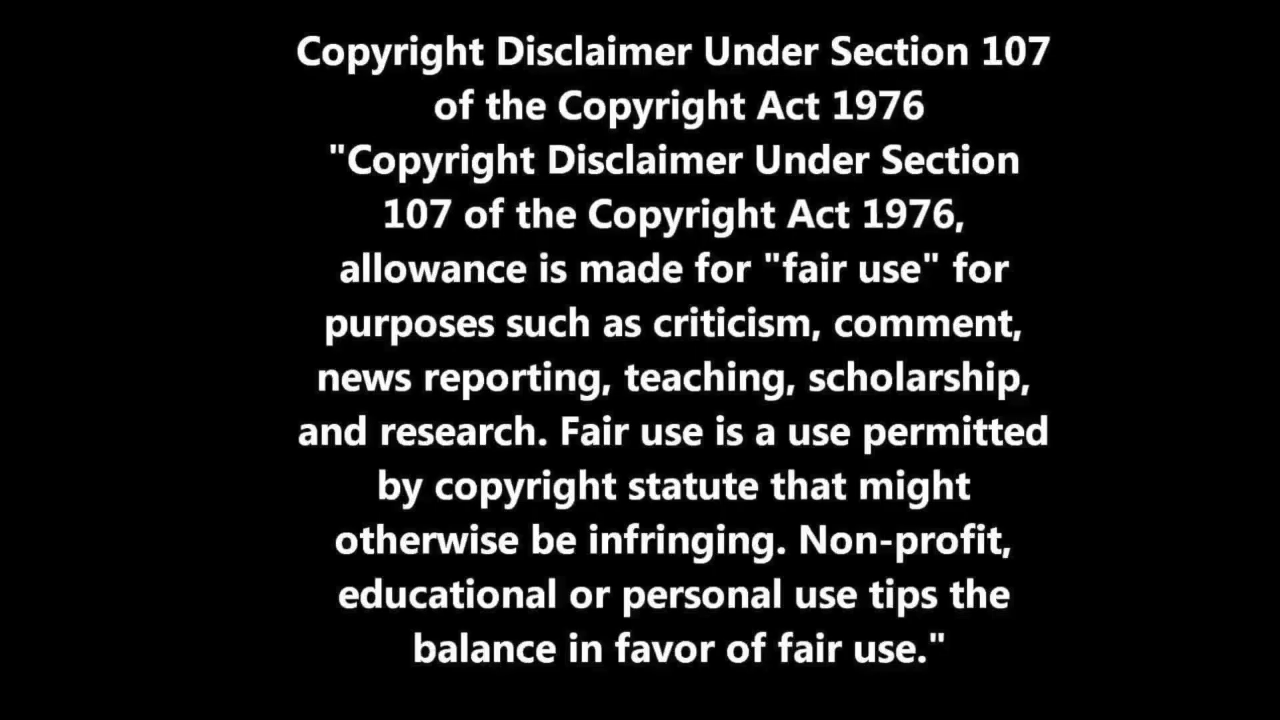 Copyright Disclaimer Under Section 107
of the Copyright Act 1976
"Copyright Disclaimer Under Section
107 of the Copyright Act 1976,
allowance is made for "fair use" for
purposes such as criticism, comment,
news reporting, teaching, scholarship,
and research. Fair use is a use permitted
by copyright statute that might
otherwise be infringing. Non-profit,
educational or personal use tips the
balance in favor of fair use."